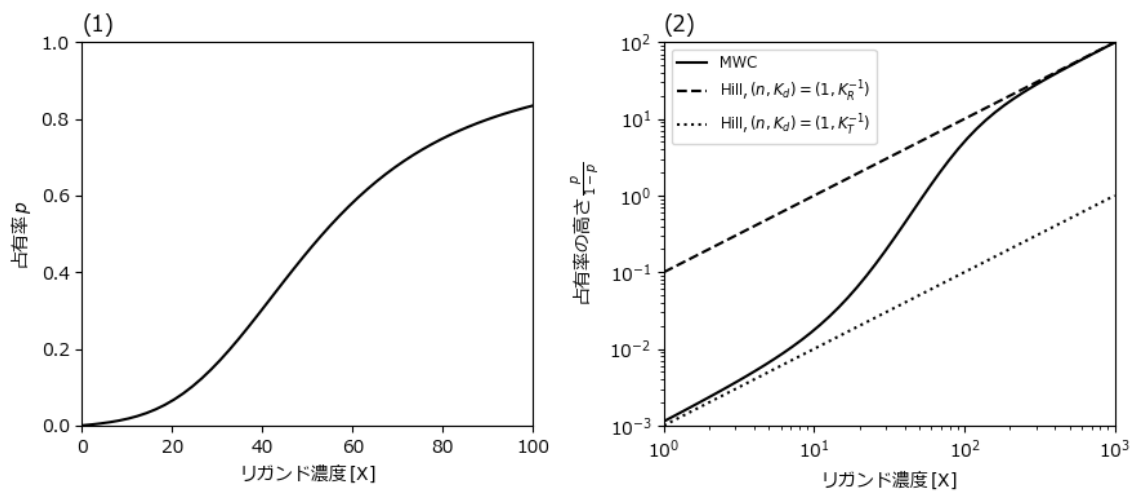 (1)
占有率 p
1.0
0.8
0.6
0.4
0.2
0.0
0 20 40 60 80 100
リガンド濃度 [X]
(2)
占有率の高さ p/(1−p)
10²
10¹
10⁰
10⁻¹
10⁻²
10⁻³
MWC
Hill, (n, K_d) = (1, K_R⁻¹)
Hill, (n, K_d) = (1, K_T⁻¹)
10⁰ 10¹ 10² 10³
リガンド濃度 [X]